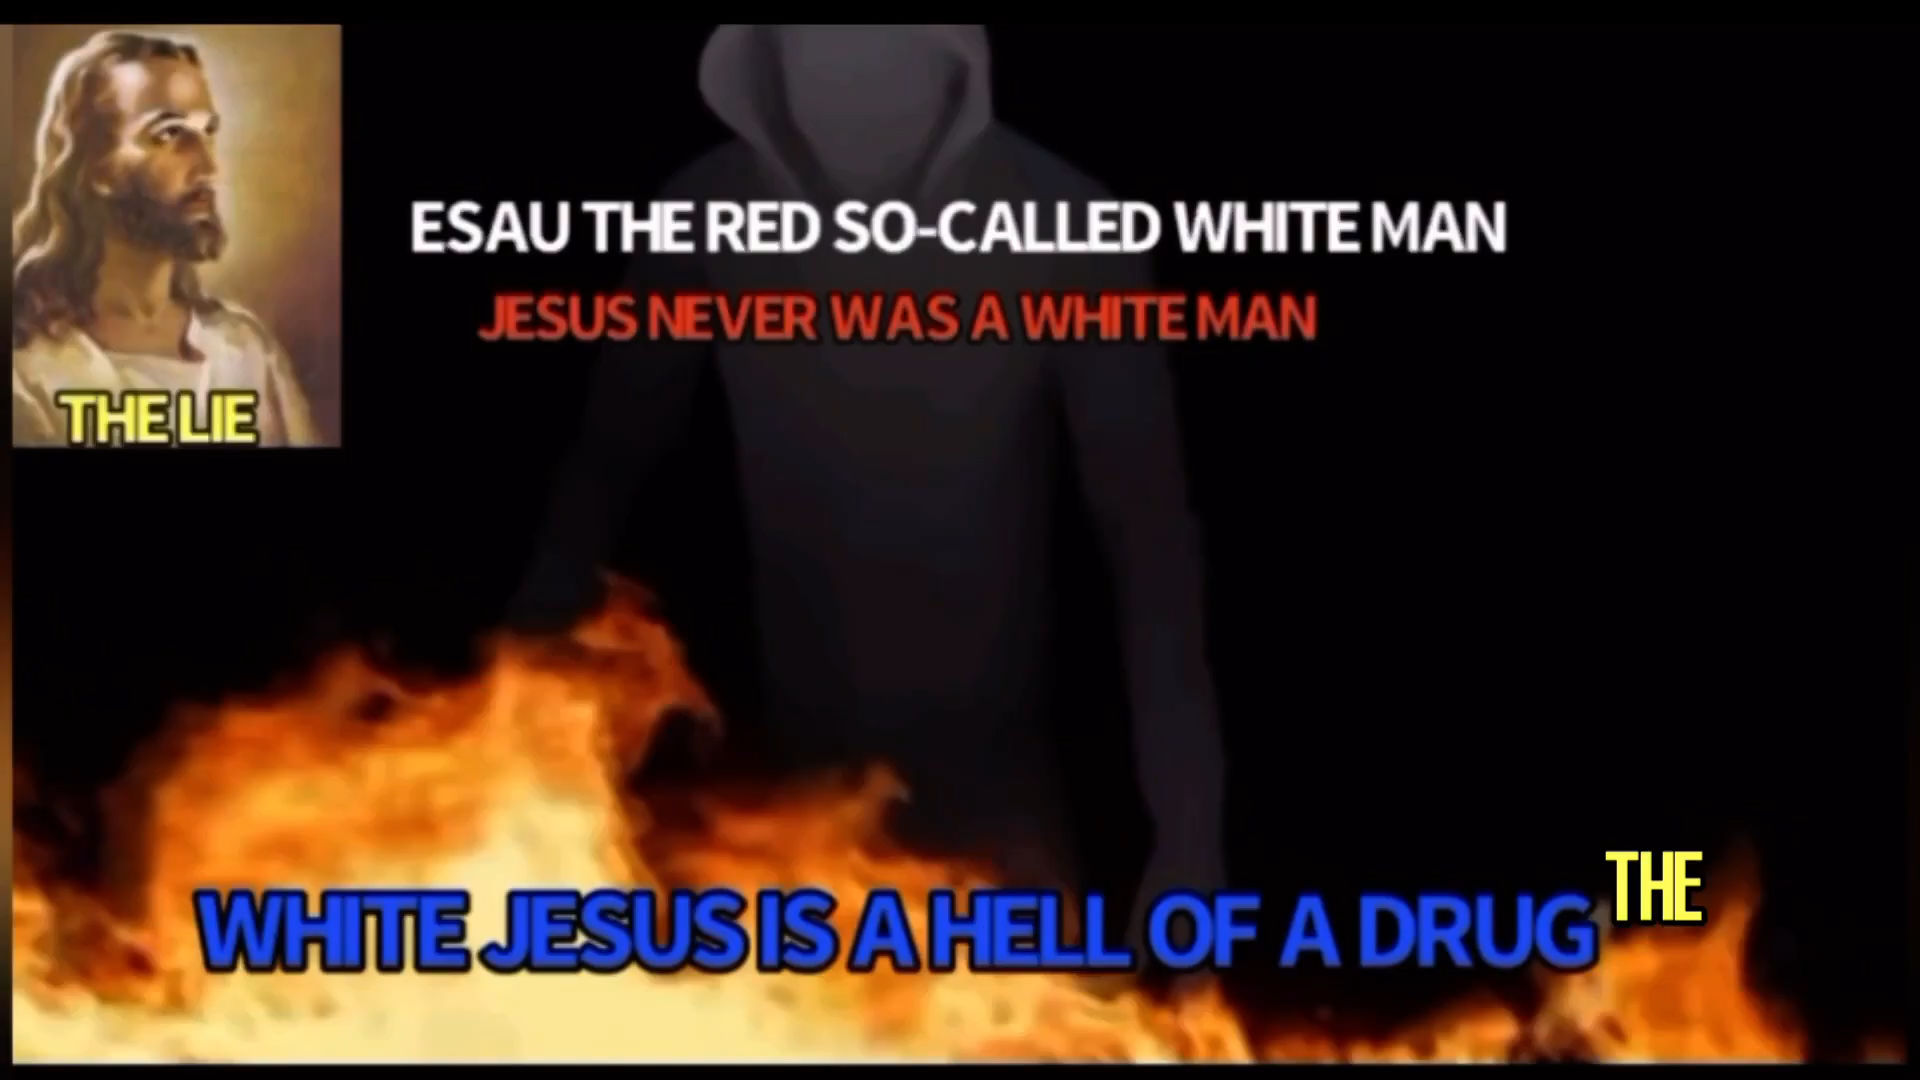 ESAU THE RED SO-CALLED WHITE MAN
JESUS NEVER WAS A WHITE MAN
THE LIE
WHITE JESUS IS A HELL OF A DRUG
THE